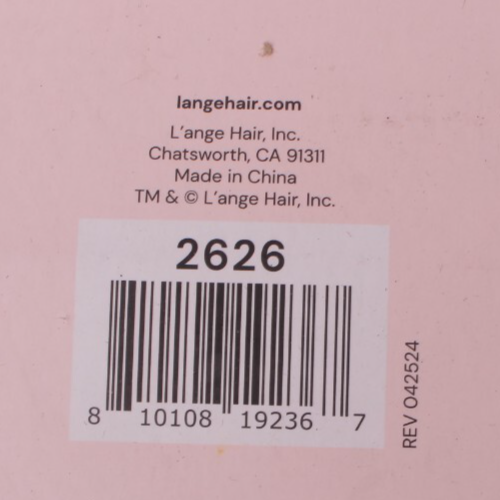 langehair.com
L'ange Hair, Inc.
Chatsworth, CA 91311
Made in China
TM & © L'ange Hair, Inc.
2626
8 10108 19236 7
REV 042524